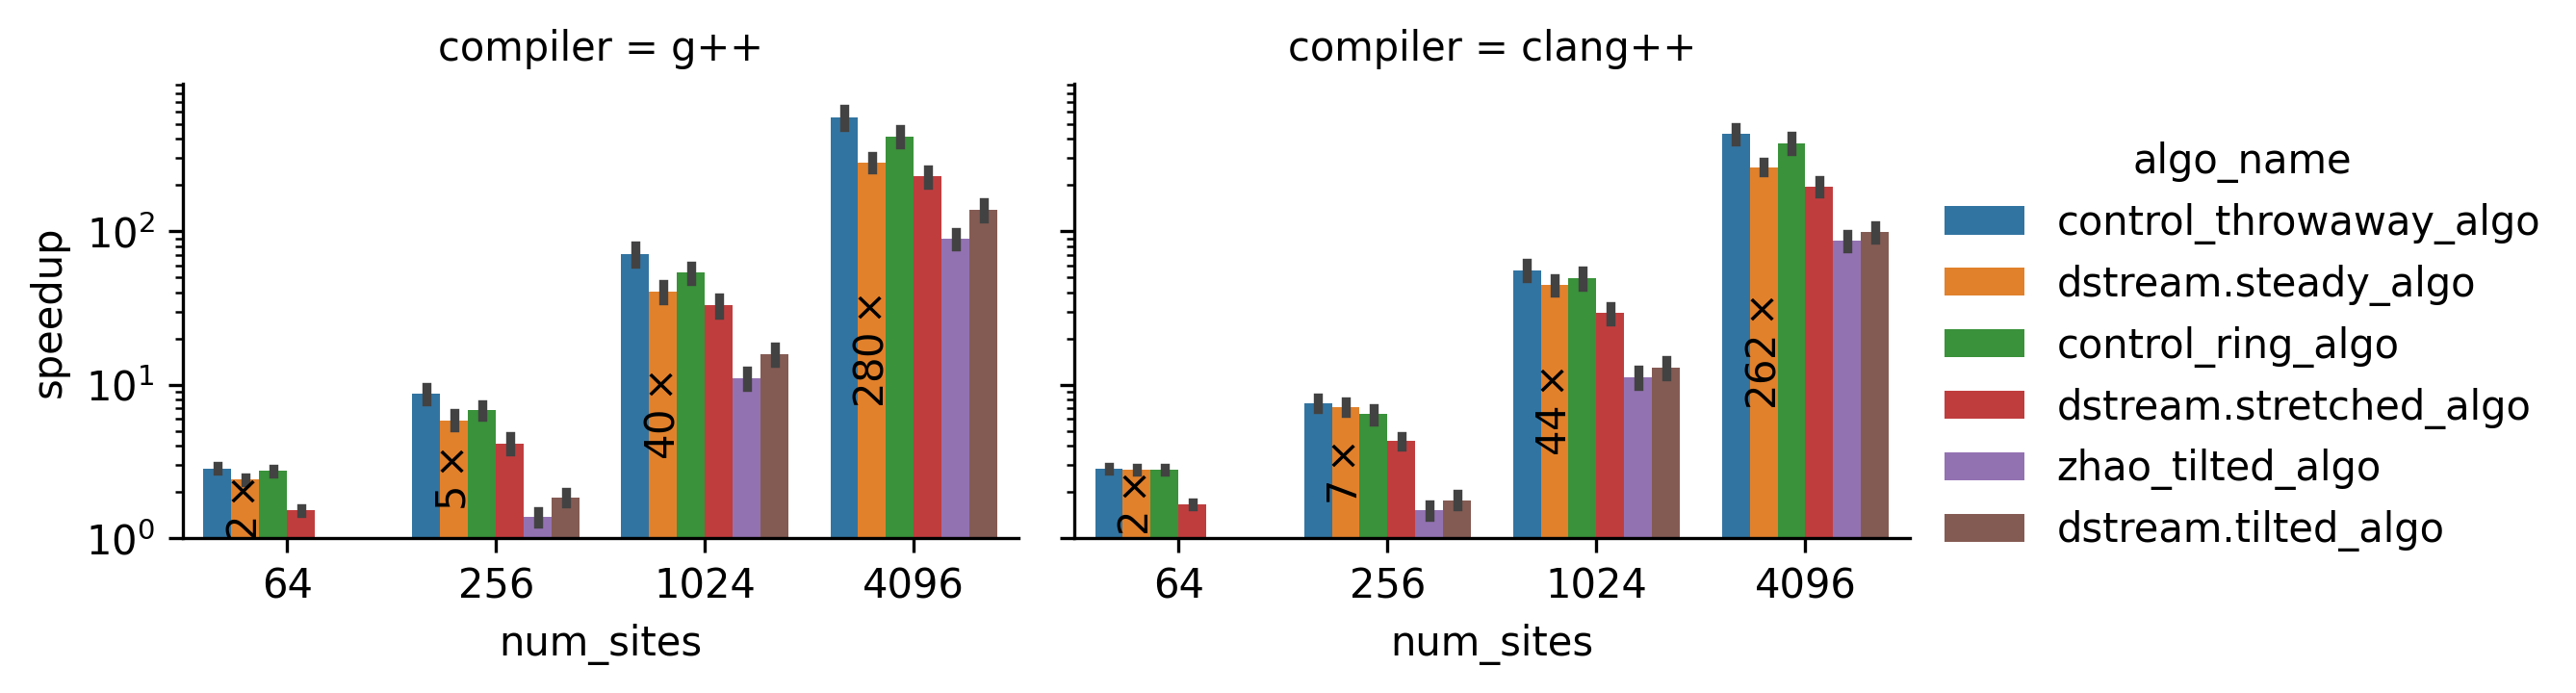 compiler = g++
speedup
10²
10¹
10⁰
2 ×
5 ×
40 ×
280 ×
64 256 1024 4096
num_sites
compiler = clang++
2 ×
7 ×
44 ×
262 ×
64 256 1024 4096
num_sites
algo_name
control_throwaway_algo
dstream.steady_algo
control_ring_algo
dstream.stretched_algo
zhao_tilted_algo
dstream.tilted_algo